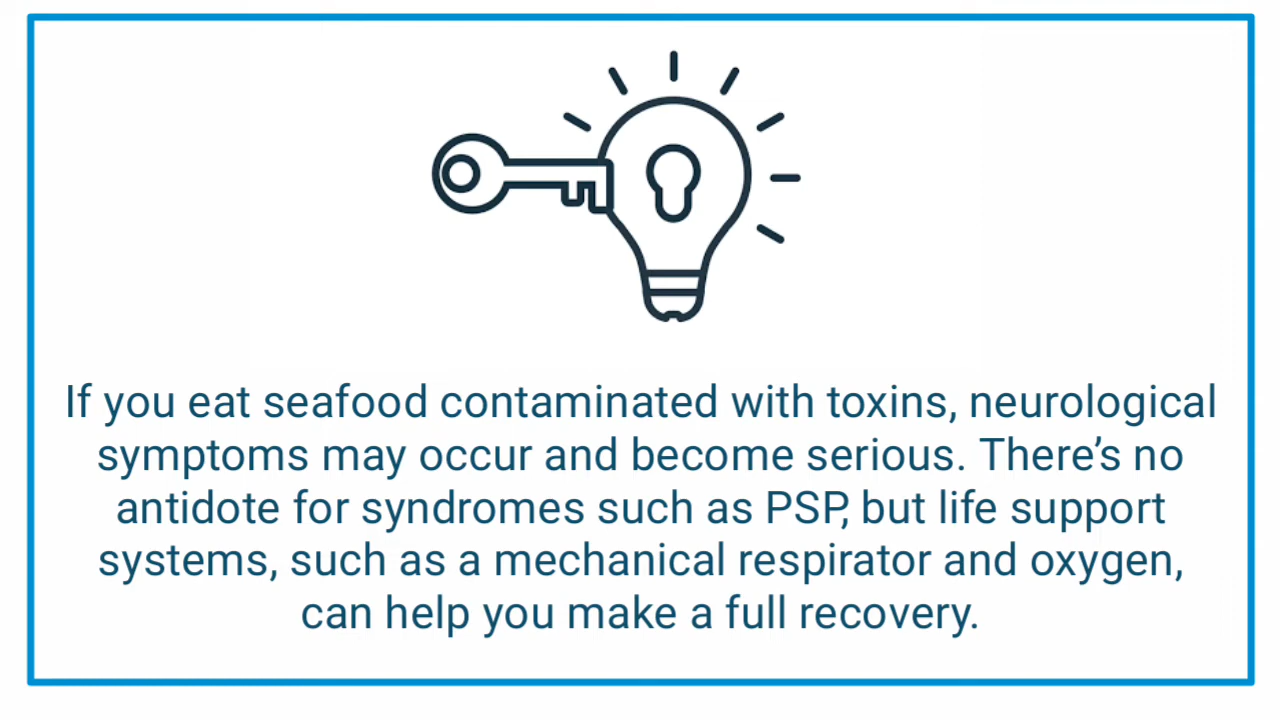 If you eat seafood contaminated with toxins, neurological
symptoms may occur and become serious. There’s no
antidote for syndromes such as PSP, but life support
systems, such as a mechanical respirator and oxygen,
can help you make a full recovery.